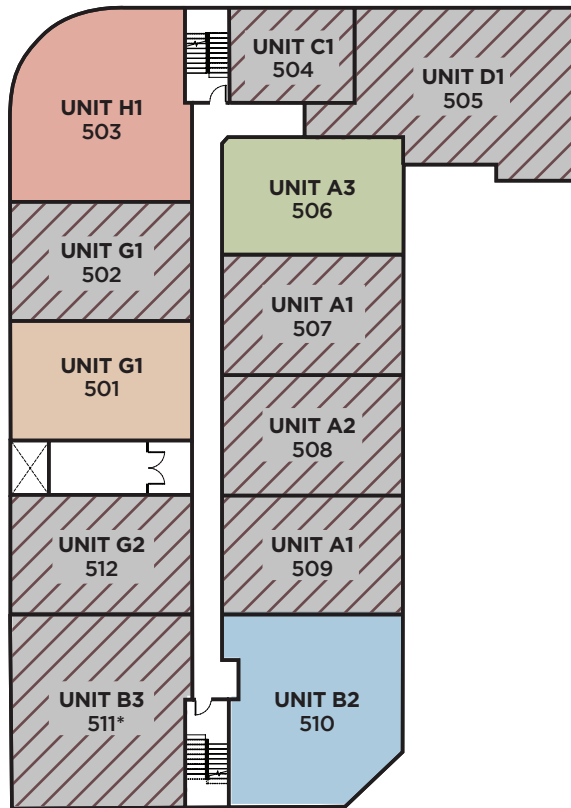 UNIT C1
504
UNIT D1
505
UNIT H1
503
UNIT A3
506
UNIT G1
502
UNIT A1
507
UNIT G1
501
UNIT A2
508
UNIT G2
512
UNIT A1
509
UNIT B3
511*
UNIT B2
510